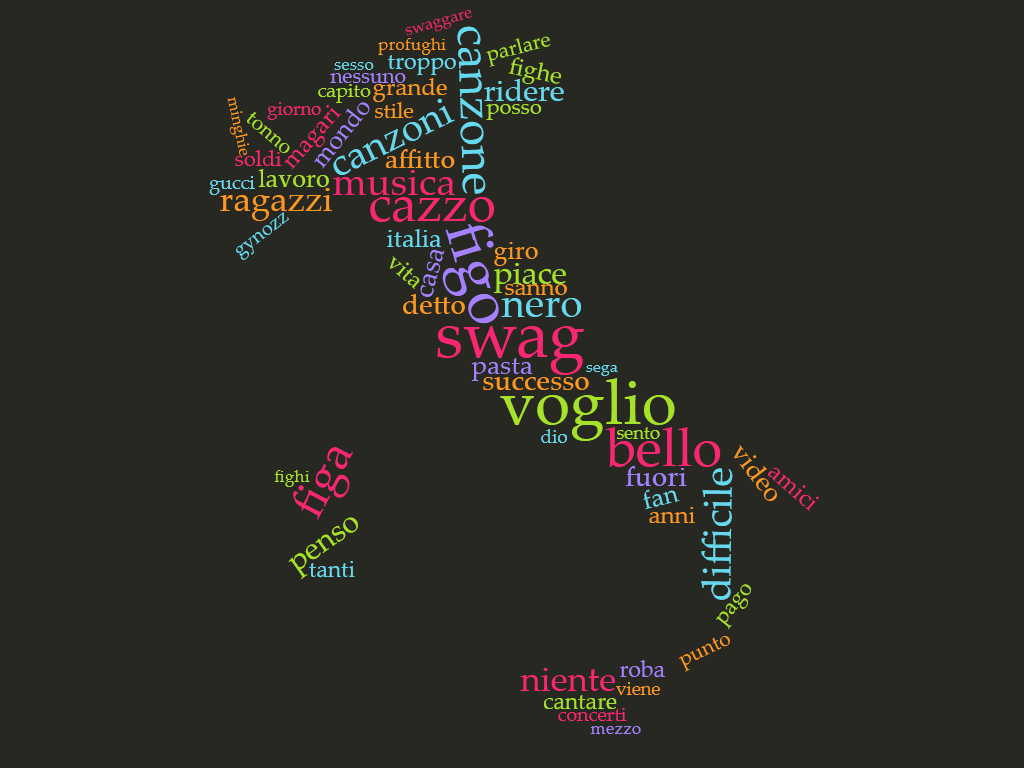 swaggare
canzone
profughi
parlare
troppo
sesso
fighe
nessuno
grande
ridere
capito
stile
posso
giorno
mondo
canzoni
minghie
tonno
magari
soldi
affitto
gucci
lavoro
musica
ragazzi
cazzo
gynozz
italia
figo
giro
vita
casa
piace
sanno
detto
nero
swag
pasta
sega
successo
voglio
dio
sento
bello
figa
fighi
fuori
video
amici
fan
anni
difficile
penso
tanti
pago
punto
roba
niente
viene
cantare
concerti
mezzo